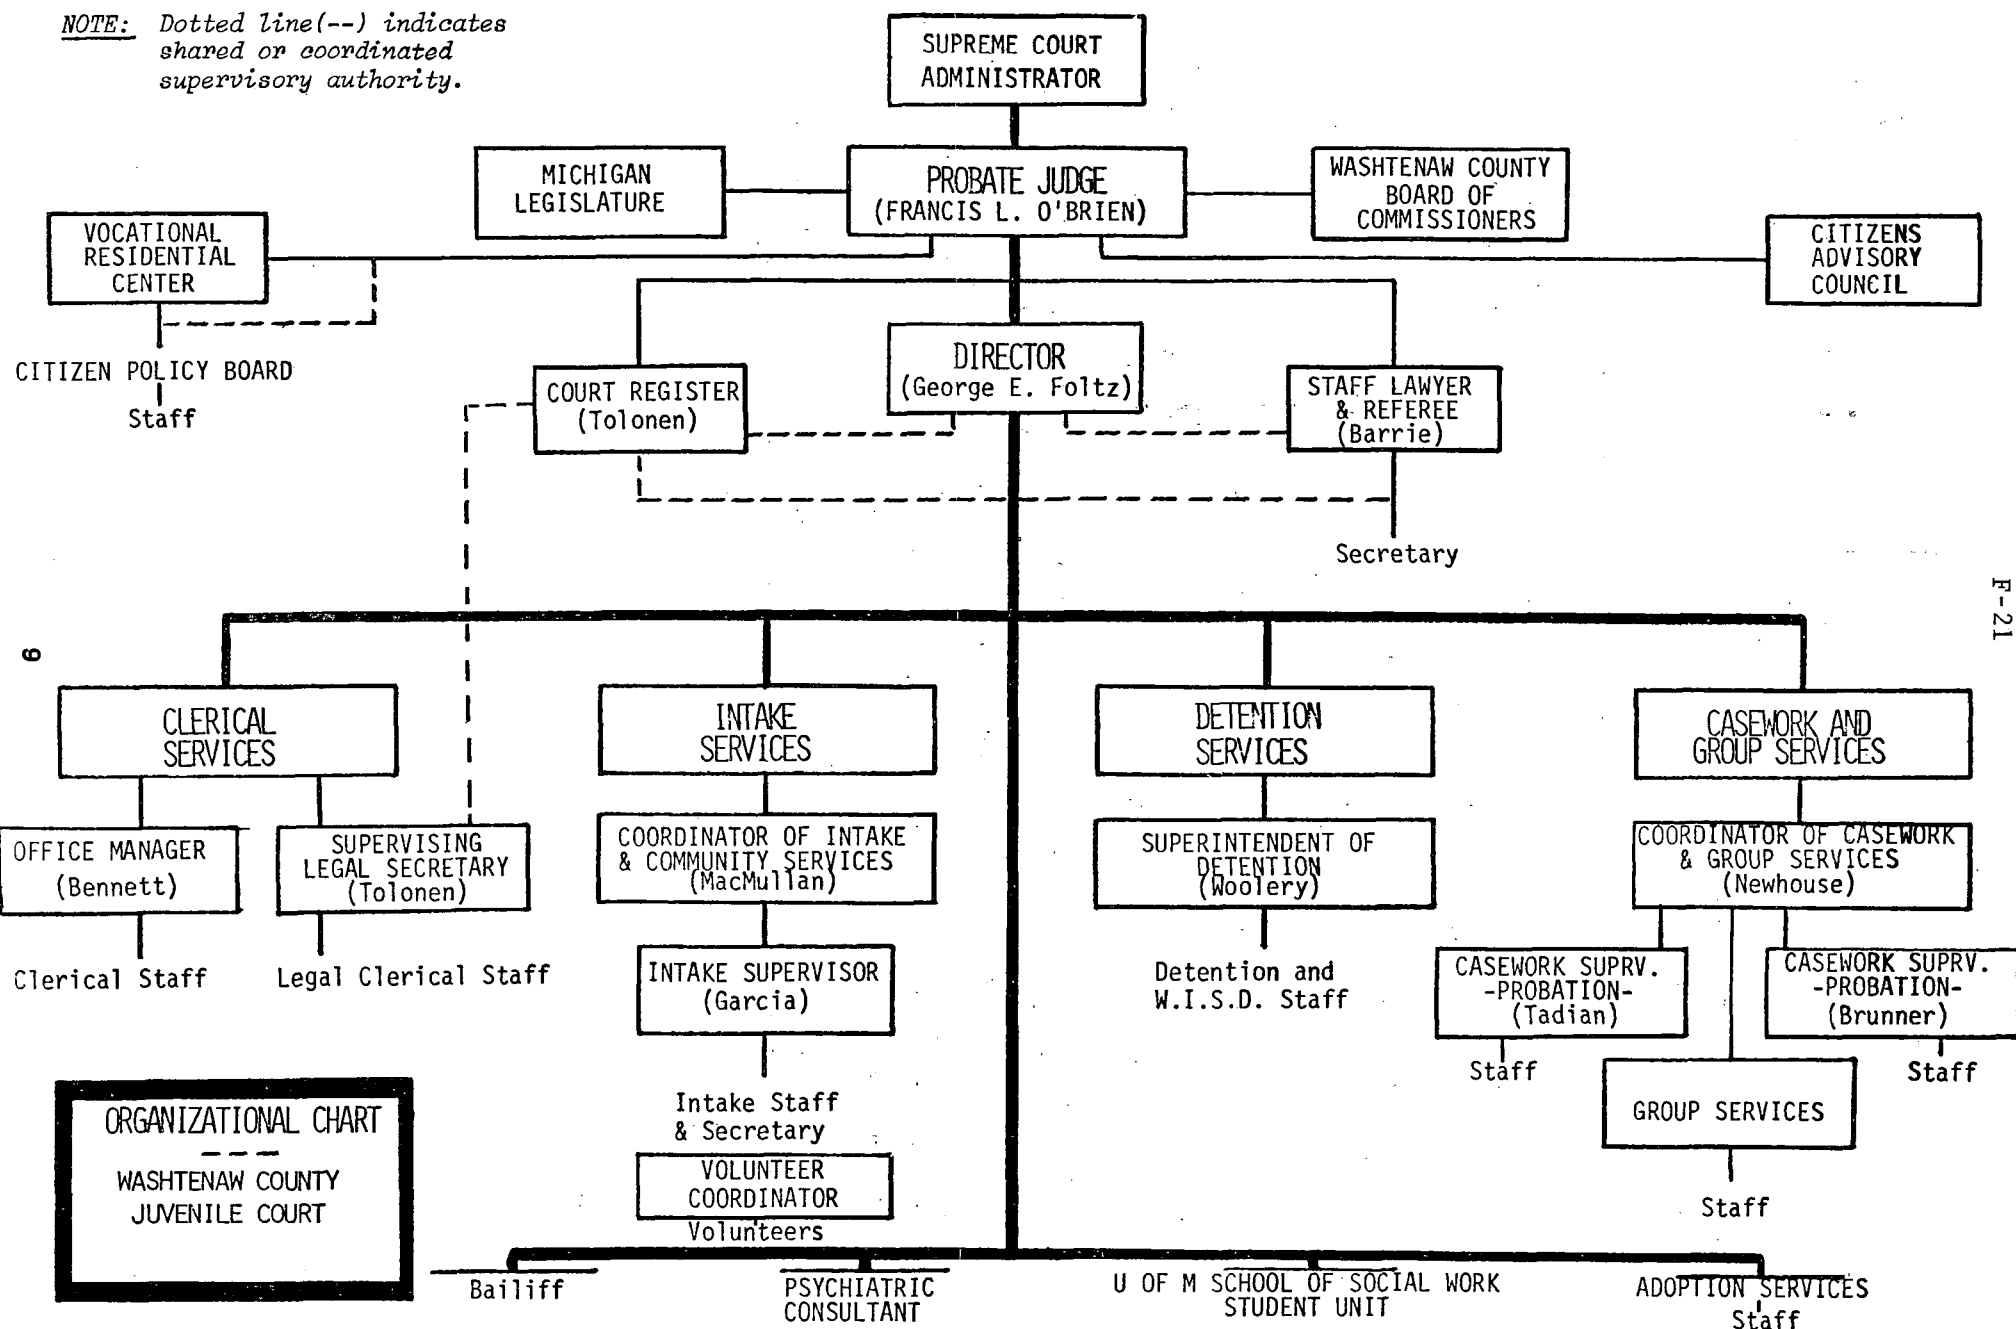 NOTE: Dotted line(--) indicates
shared or coordinated
supervisory authority.
SUPREME COURT
ADMINISTRATOR
MICHIGAN
LEGISLATURE
PROBATE JUDGE
(FRANCIS L. O'BRIEN)
WASHTENAW COUNTY
BOARD OF
COMMISSIONERS
VOCATIONAL
RESIDENTIAL
CENTER
CITIZENS
ADVISORY
COUNCIL
CITIZEN POLICY BOARD
Staff
COURT REGISTER
(Tolonen)
DIRECTOR
(George E. Foltz)
STAFF LAWYER
& REFEREE
(Barrie)
Secretary
F-21
9
CLERICAL
SERVICES
INTAKE
SERVICES
DETENTION
SERVICES
CASEWORK AND
GROUP SERVICES
OFFICE MANAGER
(Bennett)
SUPERVISING
LEGAL SECRETARY
(Tolonen)
COORDINATOR OF INTAKE
& COMMUNITY SERVICES
(MacMullan)
SUPERINTENDENT OF
DETENTION
(Woolery)
COORDINATOR OF CASEWORK
& GROUP SERVICES
(Newhouse)
Clerical Staff
Legal Clerical Staff
INTAKE SUPERVISOR
(Garcia)
Detention and
W.I.S.D. Staff
CASEWORK SUPRV.
-PROBATION-
(Tadian)
CASEWORK SUPRV.
-PROBATION-
(Brunner)
Staff
Staff
Intake Staff
& Secretary
GROUP SERVICES
Staff
VOLUNTEER
COORDINATOR
Volunteers
ORGANIZATIONAL CHART
---
WASHTENAW COUNTY
JUVENILE COURT
Bailiff
PSYCHIATRIC
CONSULTANT
U OF M SCHOOL OF SOCIAL WORK
STUDENT UNIT
ADOPTION SERVICES
Staff